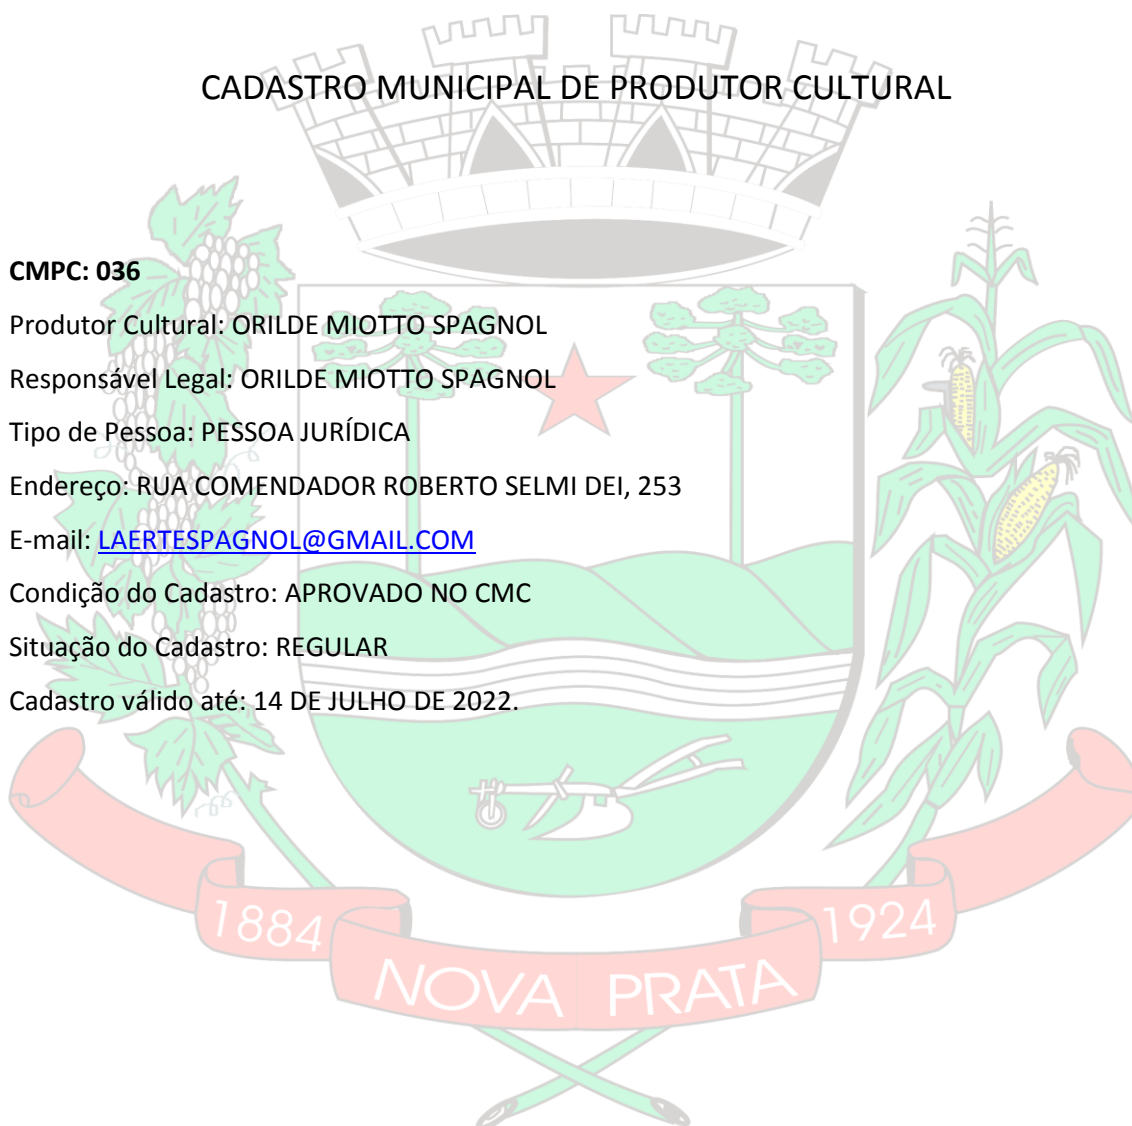 CADASTRO MUNICIPAL DE PRODUTOR CULTURAL
CMPC: 036
Produtor Cultural: ORILDE MIOTTO SPAGNOL
Responsável Legal: ORILDE MIOTTO SPAGNOL
Tipo de Pessoa: PESSOA JURÍDICA
Endereço: RUA COMENDADOR ROBERTO SELMI DEI, 253
E-mail: LAERTESPAGNOL@GMAIL.COM
Condição do Cadastro: APROVADO NO CMC
Situação do Cadastro: REGULAR
Cadastro válido até: 14 DE JULHO DE 2022.
1884
1924
NOVA PRATA